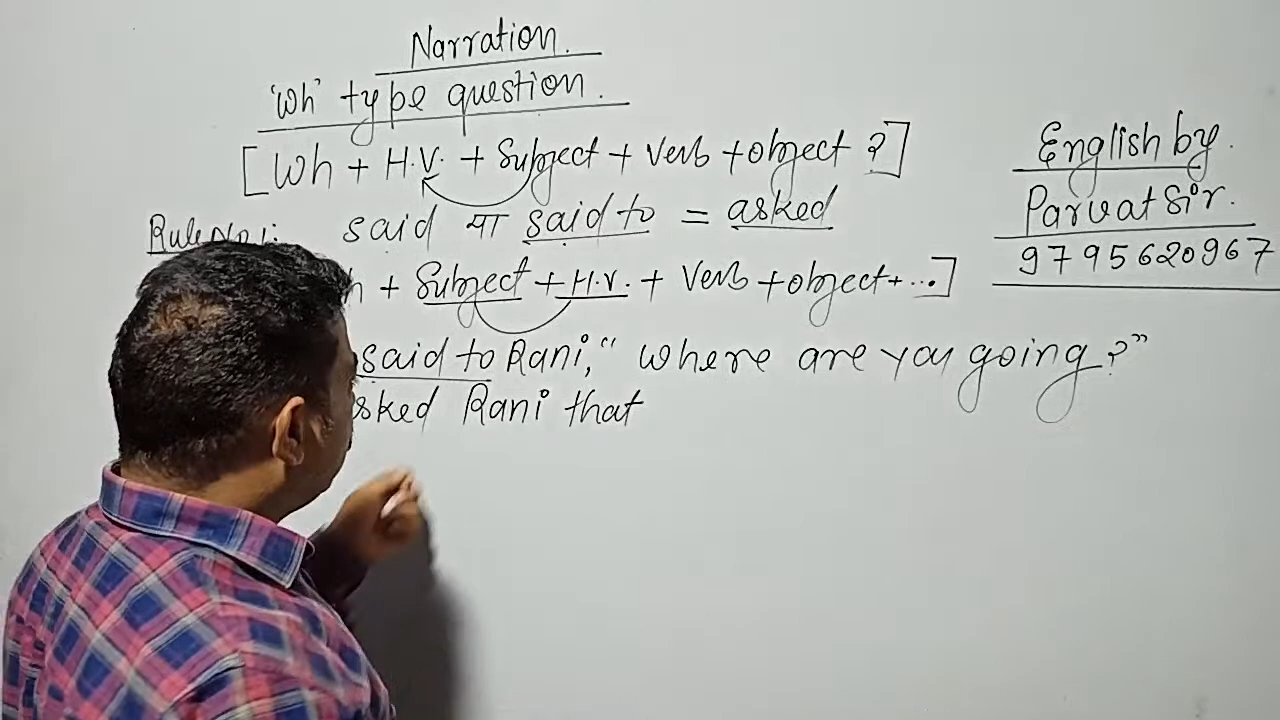 Narration.
'Wh' type question.
[Wh + H.V. + Subject + Verb + object ?]
Rule No 1: said या said to = asked
+ Subject + H.V. + Verb + object + ...]
said to Rani, " where are you going ? "
asked Rani that
English by
Parvat Sir.
9795620967